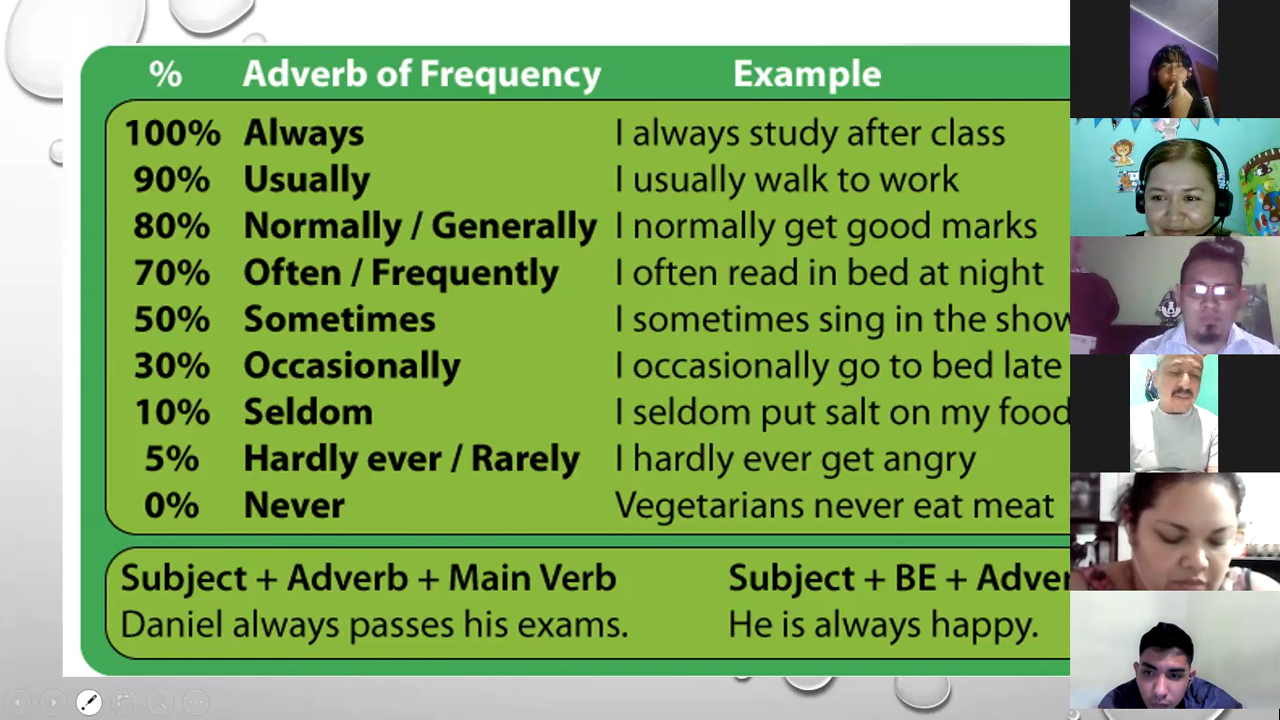 % Adverb of Frequency Example
100% Always I always study after class
90% Usually I usually walk to work
80% Normally / Generally I normally get good marks
70% Often / Frequently I often read in bed at night
50% Sometimes I sometimes sing in the
30% Occasionally I occasionally go to bed late
10% Seldom I seldom put salt on my food
5% Hardly ever / Rarely I hardly ever get angry
0% Never Vegetarians never eat meat
Subject + Adverb + Main Verb Subject + BE +
Daniel always passes his exams. He is always happy.